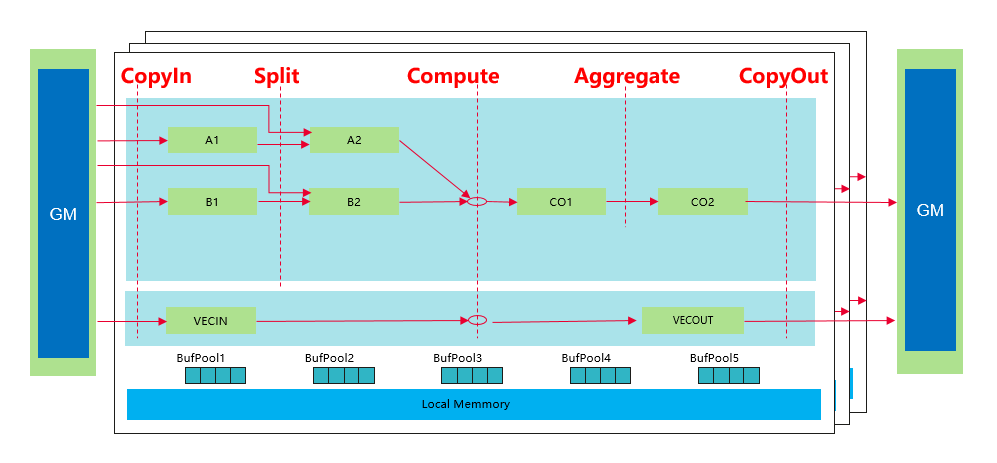 CopyIn Split Compute Aggregate CopyOut
A1 A2
GM B1 B2 CO1 CO2 GM
VECIN VECOUT
BufPool1 BufPool2 BufPool3 BufPool4 BufPool5
Local Memmory